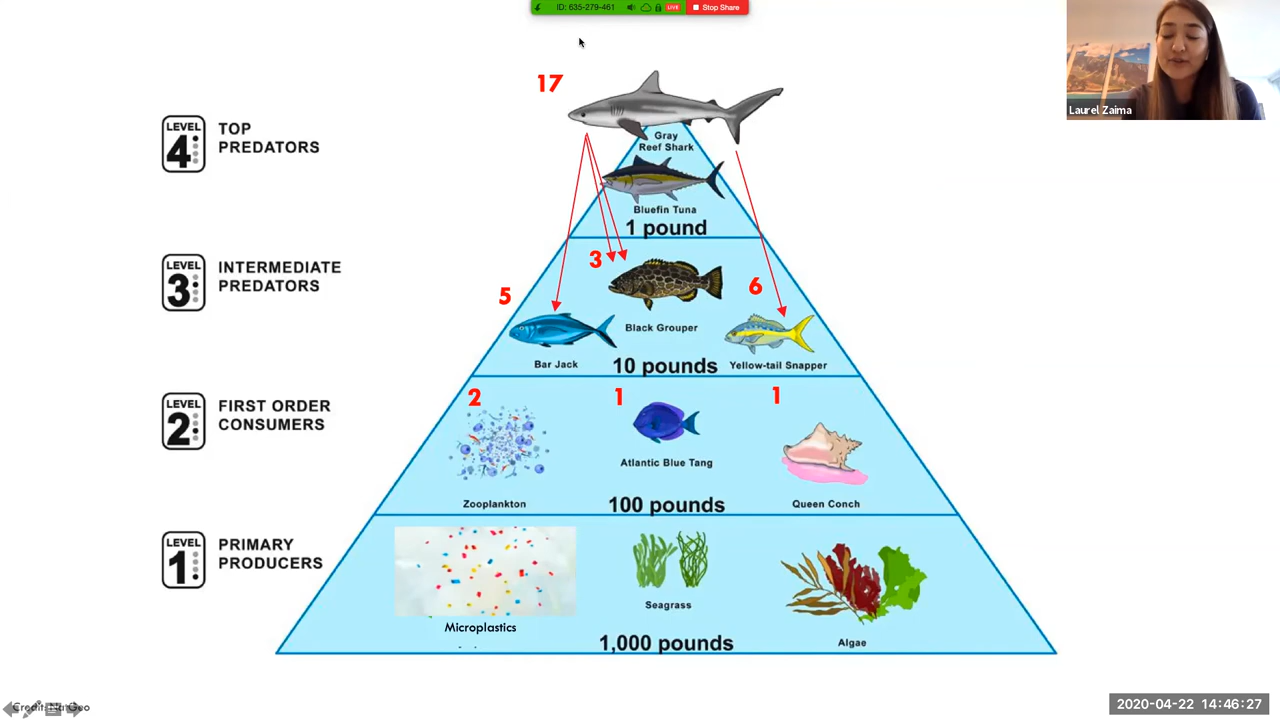 ID: 635-279-461
LIVE
Stop Share
Laurel Zaima
17
LEVEL
4
TOP
PREDATORS
Gray
Reef Shark
Bluefin Tuna
1 pound
LEVEL
3
INTERMEDIATE
PREDATORS
3
5
6
Black Grouper
Bar Jack
10 pounds
Yellow-tail Snapper
LEVEL
2
FIRST ORDER
CONSUMERS
2
1
1
Atlantic Blue Tang
Zooplankton
100 pounds
Queen Conch
LEVEL
1
PRIMARY
PRODUCERS
Seagrass
Microplastics
1,000 pounds
Algae
Credit: NatGeo
2020-04-22 14:46:27